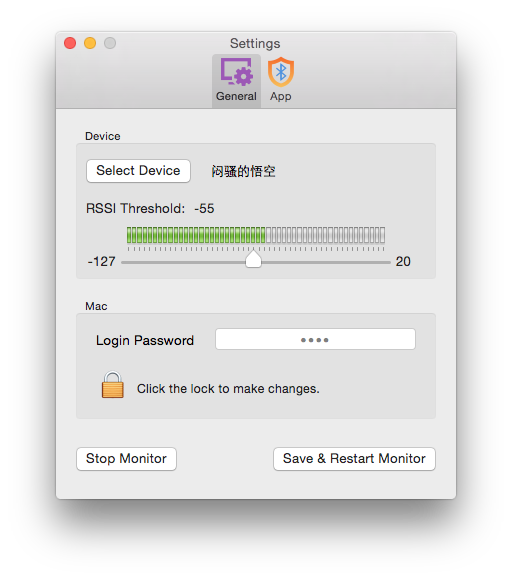 Settings
General
App
Device
Select Device
闷骚的悟空
RSSI Threshold: -55
-127
20
Mac
Login Password
••••
Click the lock to make changes.
Stop Monitor
Save & Restart Monitor